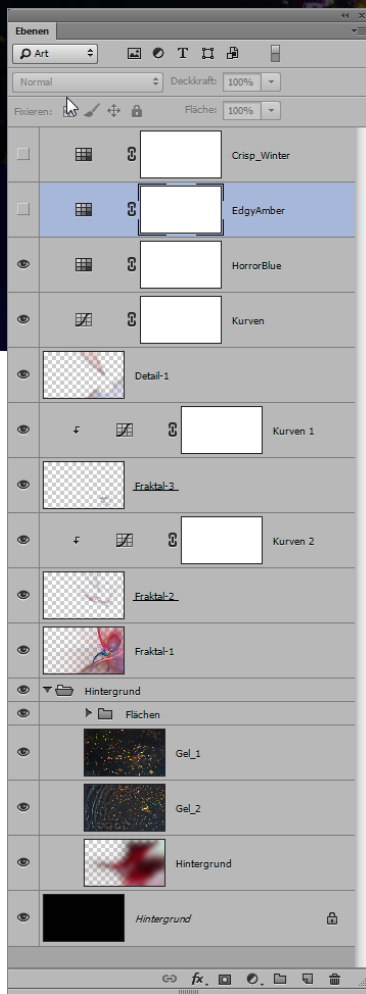 Ebenen
Art
Normal Deckkraft: 100%
Fixieren: Fläche: 100%
Crisp_Winter
EdgyAmber
HorrorBlue
Kurven
Detail-1
Kurven 1
Fraktal-3
Kurven 2
Fraktal-2
Fraktal-1
Hintergrund
Flächen
Gel_1
Gel_2
Hintergrund
Hintergrund
fx